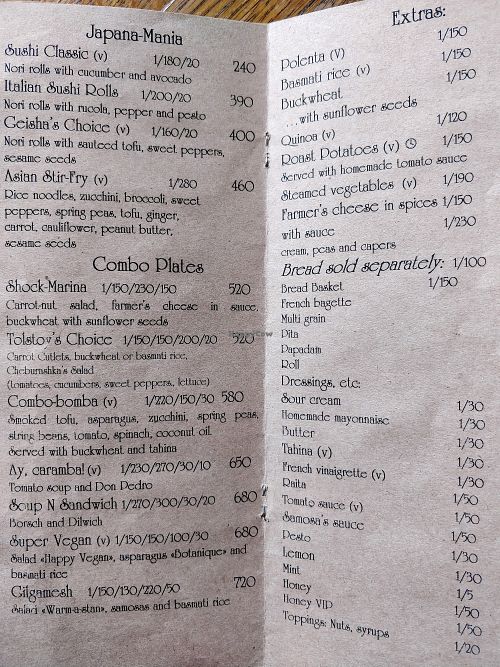 Japana-Mania
Sushi Classic (v) 1/180/20 240
Nori rolls with cucumber and avocado
Italian Sushi Rolls 1/200/20 390
Nori rolls with rucola, pepper and pesto
Geisha's Choice (v) 1/160/20 400
Nori rolls with sauteed tofu, sweet peppers,
sesame seeds
Asian Stir-Fry (v) 1/280 460
Rice noodles, zucchini, broccoli, sweet
peppers, spring peas, tofu, ginger,
carrot, cauliflower, peanut butter,
sesame seeds
Combo Plates
Shock-Marina 1/150/230/150 520
Carrot-nut salad, farmer's cheese in sauce,
buckwheat with sunflower seeds
Tolstov's Choice 1/150/150/200/20 520
Carrot Cutlets, buckwhoat or basmati rice,
Cheburashka's Salad
(tomatoes, cucumbers, sweet peppers, lettuce)
Combo-bomba (v) 1/220/150/30 580
Smoked tofu, asparagus, zucchini, spring peas,
string beans, tomato, spinach, coconut oil
Served with buckwheat and tahina
Ay, caramba! (v) 1/230/270/30/10 650
Tomato soup and Don Pedro
Soup N Sandwich 1/270/300/30/20 680
Borsch and Dilwich
Super Vegan (v) 1/150/150/100/30 680
Salad «Happy Vegan», asparagus «Botanique» and
basmati rice
Gilgamesh 1/150/130/220/50 720
Salad «Warm-a-stan», samosas and basmati rice
Extras:
Polenta (V) 1/150
Basmati rice (v) 1/150
Buckwheat 1/150
...with sunflower seeds
Quinoa (v) 1/120
Roast Potatoes (v) 1/150
Served with homemade tomato sauce
Steamed vegetables (v) 1/190
Farmer's cheese in spices 1/150
with sauce 1/230
cream, peas and capers
Bread sold separately: 1/100
Bread Basket 1/150
French bagette
Multi grain
Pita
Papadam
Roll
Dressings, etc:
Sour cream 1/30
Homemade mayonnaise 1/30
Butter 1/30
Tahina (v) 1/30
French vinaigrette (v) 1/30
Raita 1/50
Tomato sauce (v) 1/50
Samosa's sauce 1/50
Pesto 1/30
Lemon 1/30
Mint 1/5
Honey 1/50
Honey VIP 1/50
Toppings: Nuts, syrups 1/20